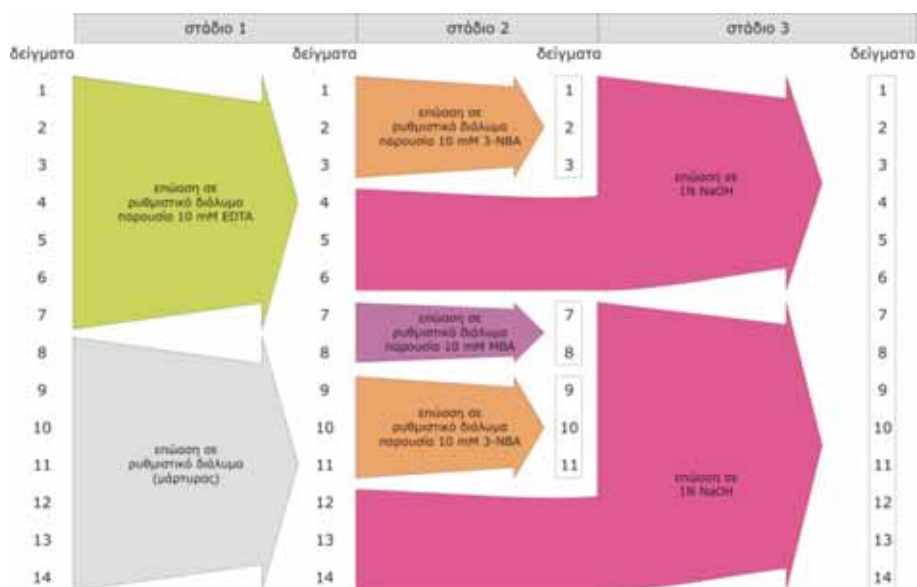 στάδιο 1 στάδιο 2 στάδιο 3
δείγματα δείγματα δείγματα δείγματα
1 1 1 1
2 2 2 2
3 3 3 3
4 4 4
5 5 5
6 6 6
7 7 7 7
8 8 8 8
9 9 9 9
10 10 10 10
11 11 11 11
12 12 12
13 13 13
14 14 14
επώαση σε
ρυθμιστικό διάλυμα
παρουσία 10 mM EDTA
επώαση σε
ρυθμιστικό διάλυμα
(μάρτυρας)
επώαση σε
ρυθμιστικό διάλυμα
παρουσία 10 mM 3-NBA
επώαση σε
ρυθμιστικό διάλυμα
παρουσία 10 mM MBA
επώαση σε
ρυθμιστικό διάλυμα
παρουσία 10 mM 3-NBA
επώαση σε
1% NaOH
επώαση σε
1% NaOH